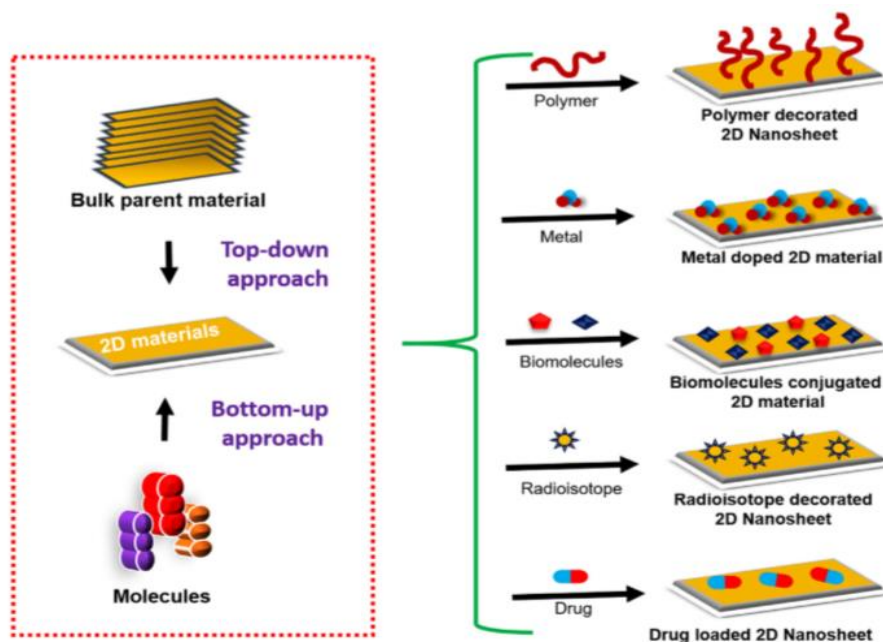 Bulk parent material
Top-down
approach
2D materials
Bottom-up
approach
Molecules
Polymer
Polymer decorated
2D Nanosheet
Metal
Metal doped 2D material
Biomolecules
Biomolecules conjugated
2D material
Radioisotope
Radioisotope decorated
2D Nanosheet
Drug
Drug loaded 2D Nanosheet